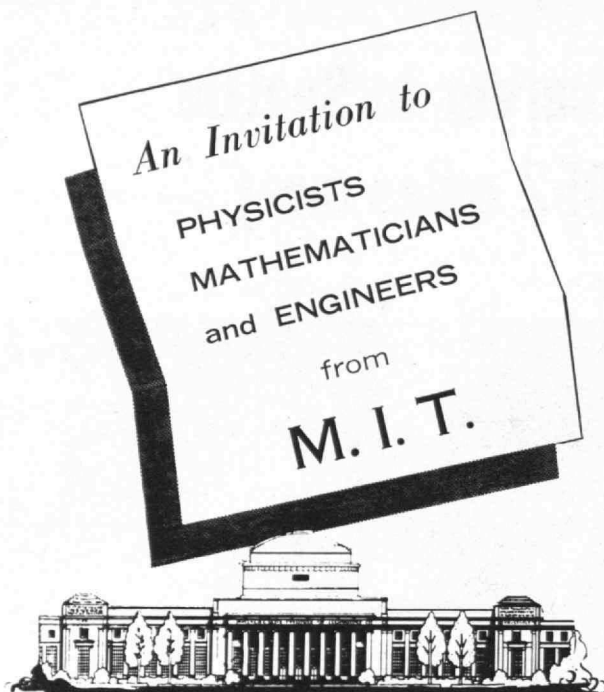 An Invitation to
PHYSICISTS
MATHEMATICIANS
and ENGINEERS
from
M. I. T.